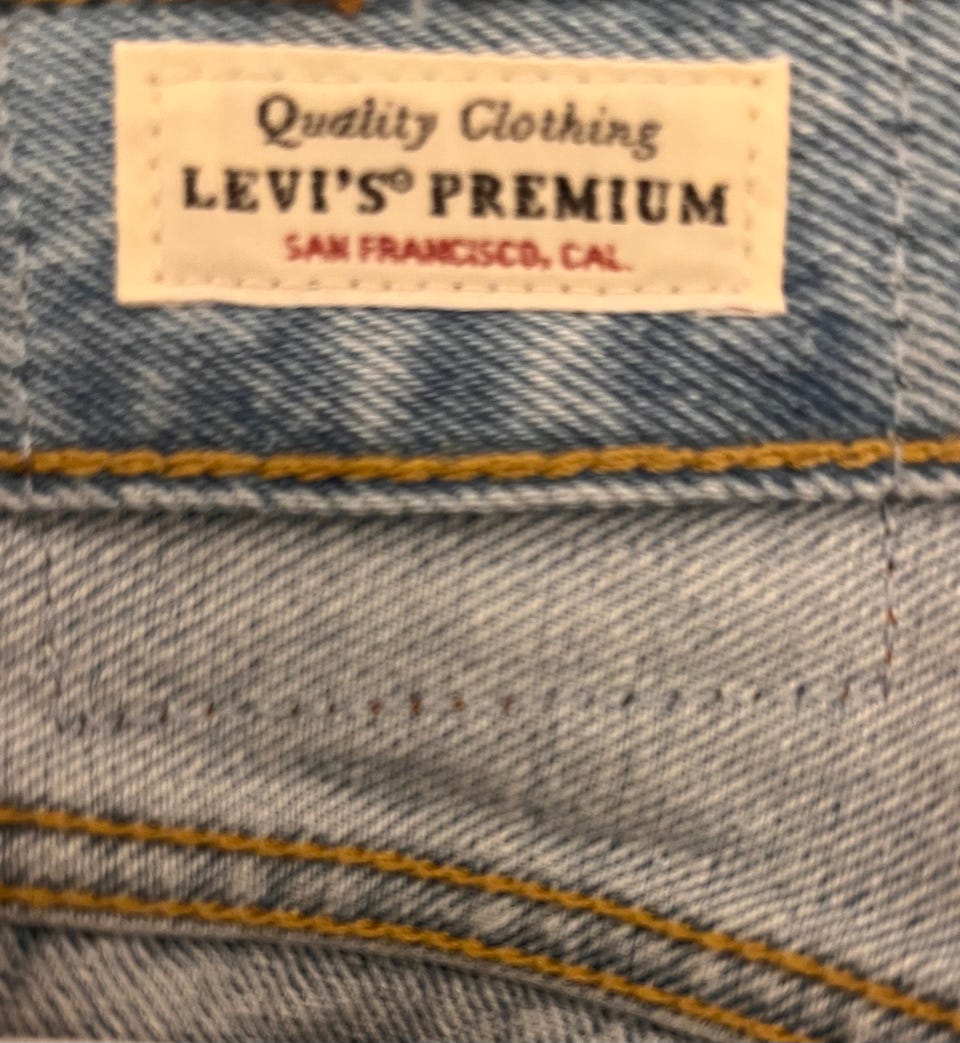 Quality Clothing
LEVI'S® PREMIUM
SAN FRANCISCO, CAL.